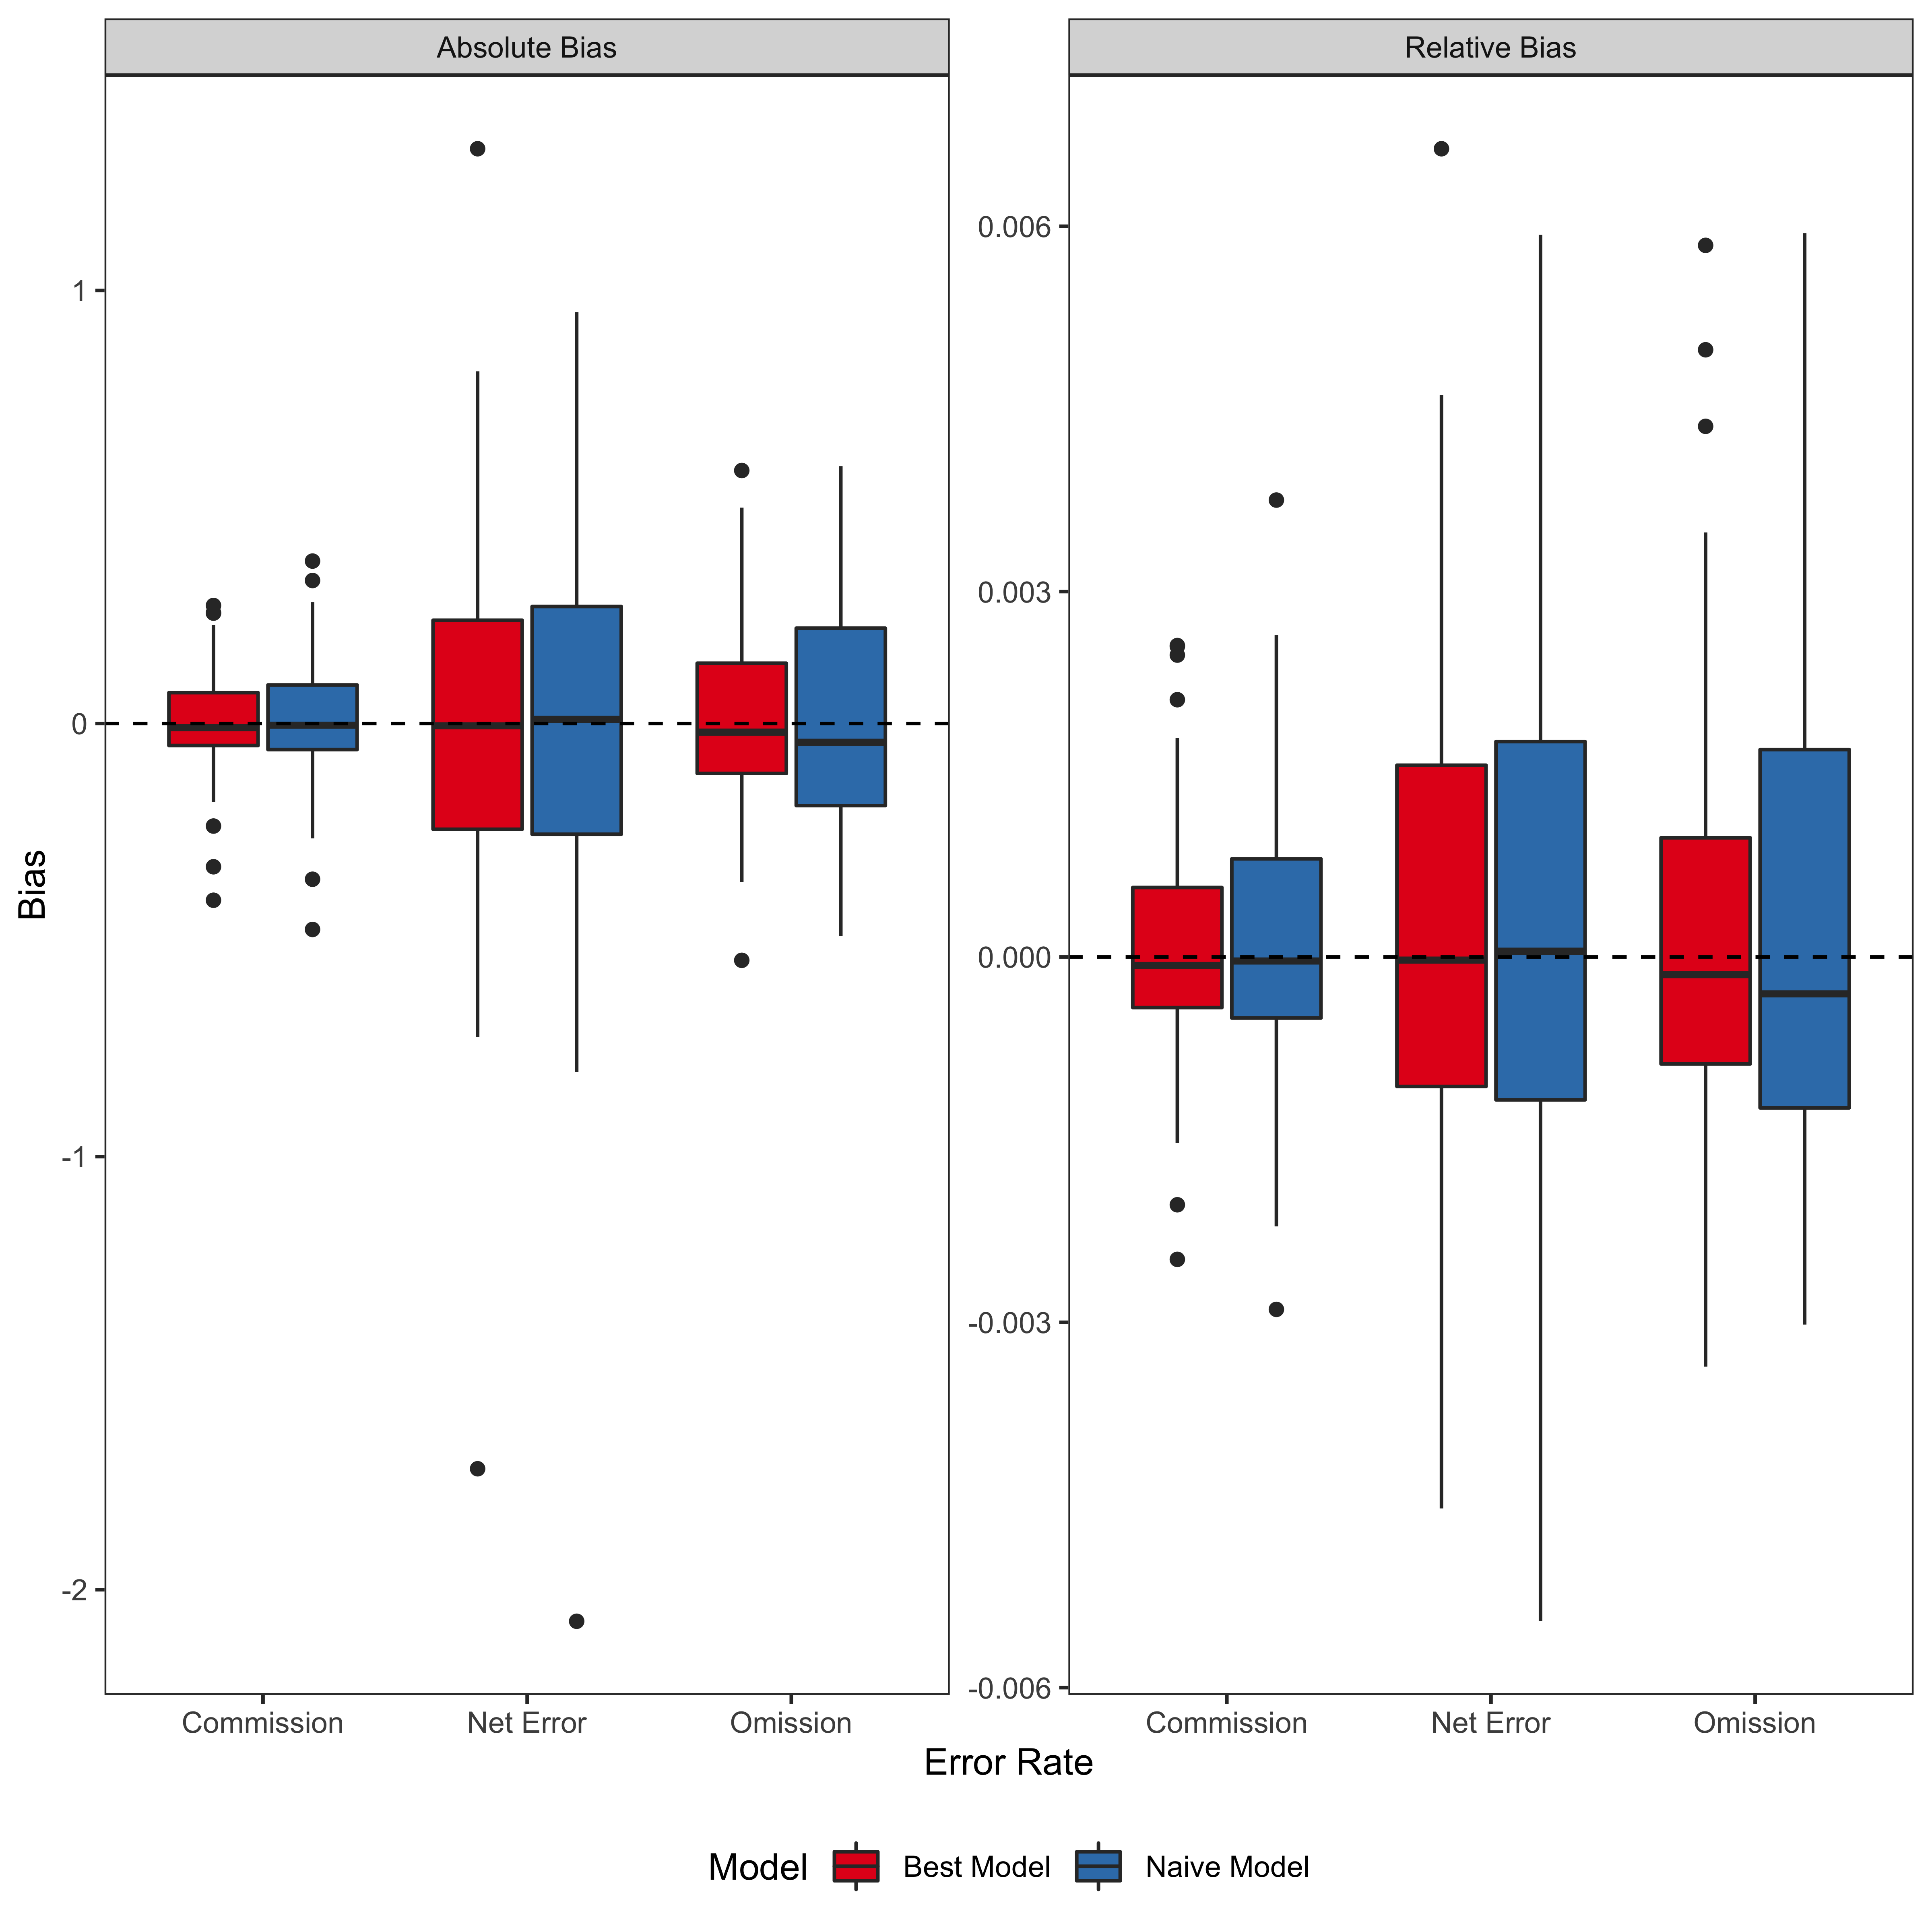 Absolute Bias
Relative Bias
Bias
1
0
-1
-2
0.006
0.003
0.000
-0.003
-0.006
Commission Net Error Omission
Commission Net Error Omission
Error Rate
Model Best Model Naive Model